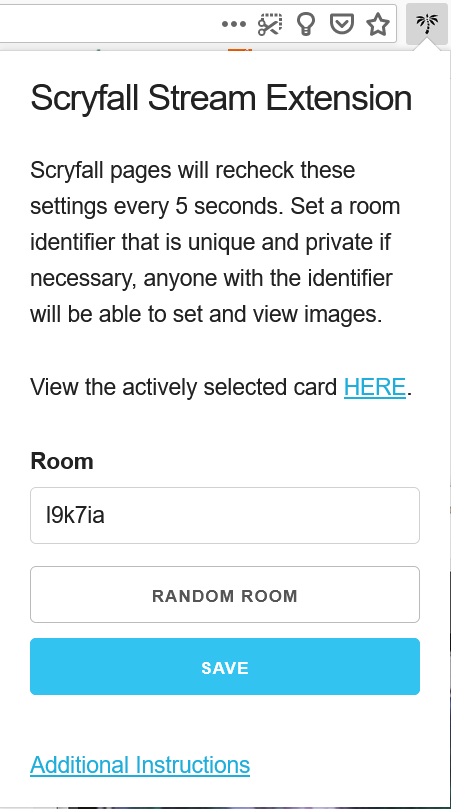 Scryfall Stream Extension
Scryfall pages will recheck these
settings every 5 seconds. Set a room
identifier that is unique and private if
necessary, anyone with the identifier
will be able to set and view images.
View the actively selected card HERE.
Room
l9k7ia
RANDOM ROOM
SAVE
Additional Instructions